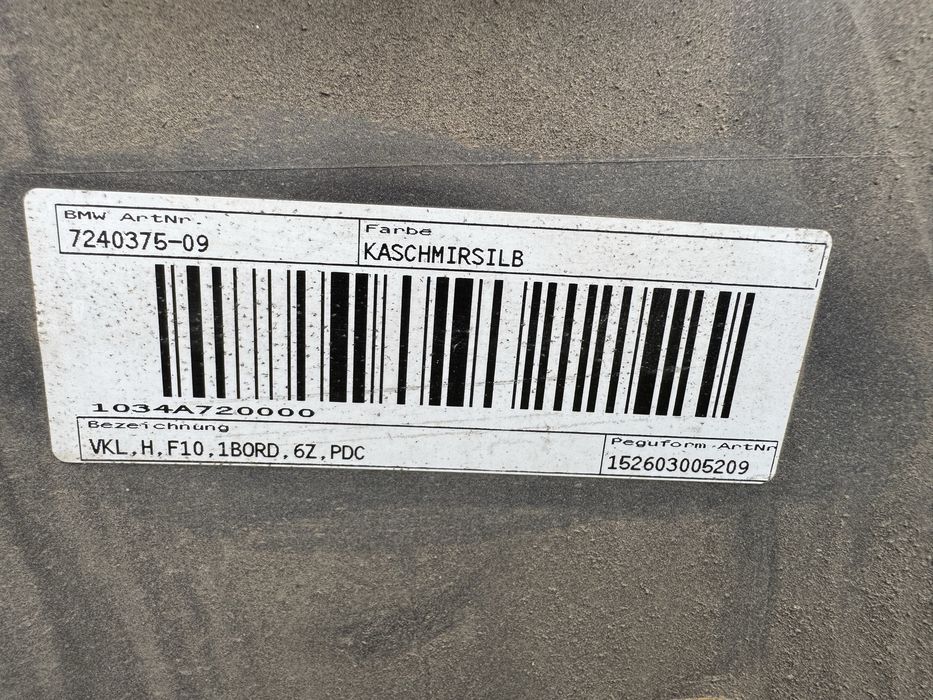 BMW ArtNr.
7240375-09
Farbe
KASCHMIRSILB
1034A720000
Bezeichnung
VKL,H,F10,1BORD,6Z,PDC
Peguform-ArtNr
152603005209